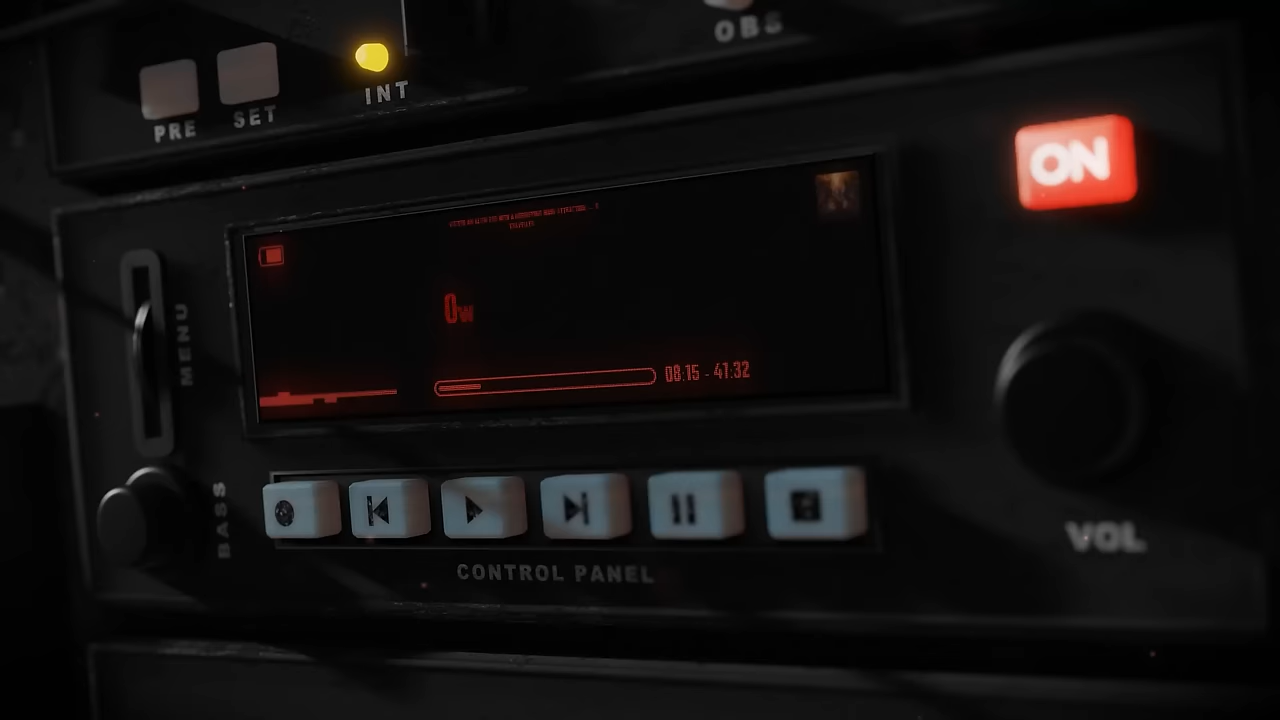 OBS
INT
PRE SET
ON
MENU
0W
08:15 - 41:32
BASS
VOL
CONTROL PANEL